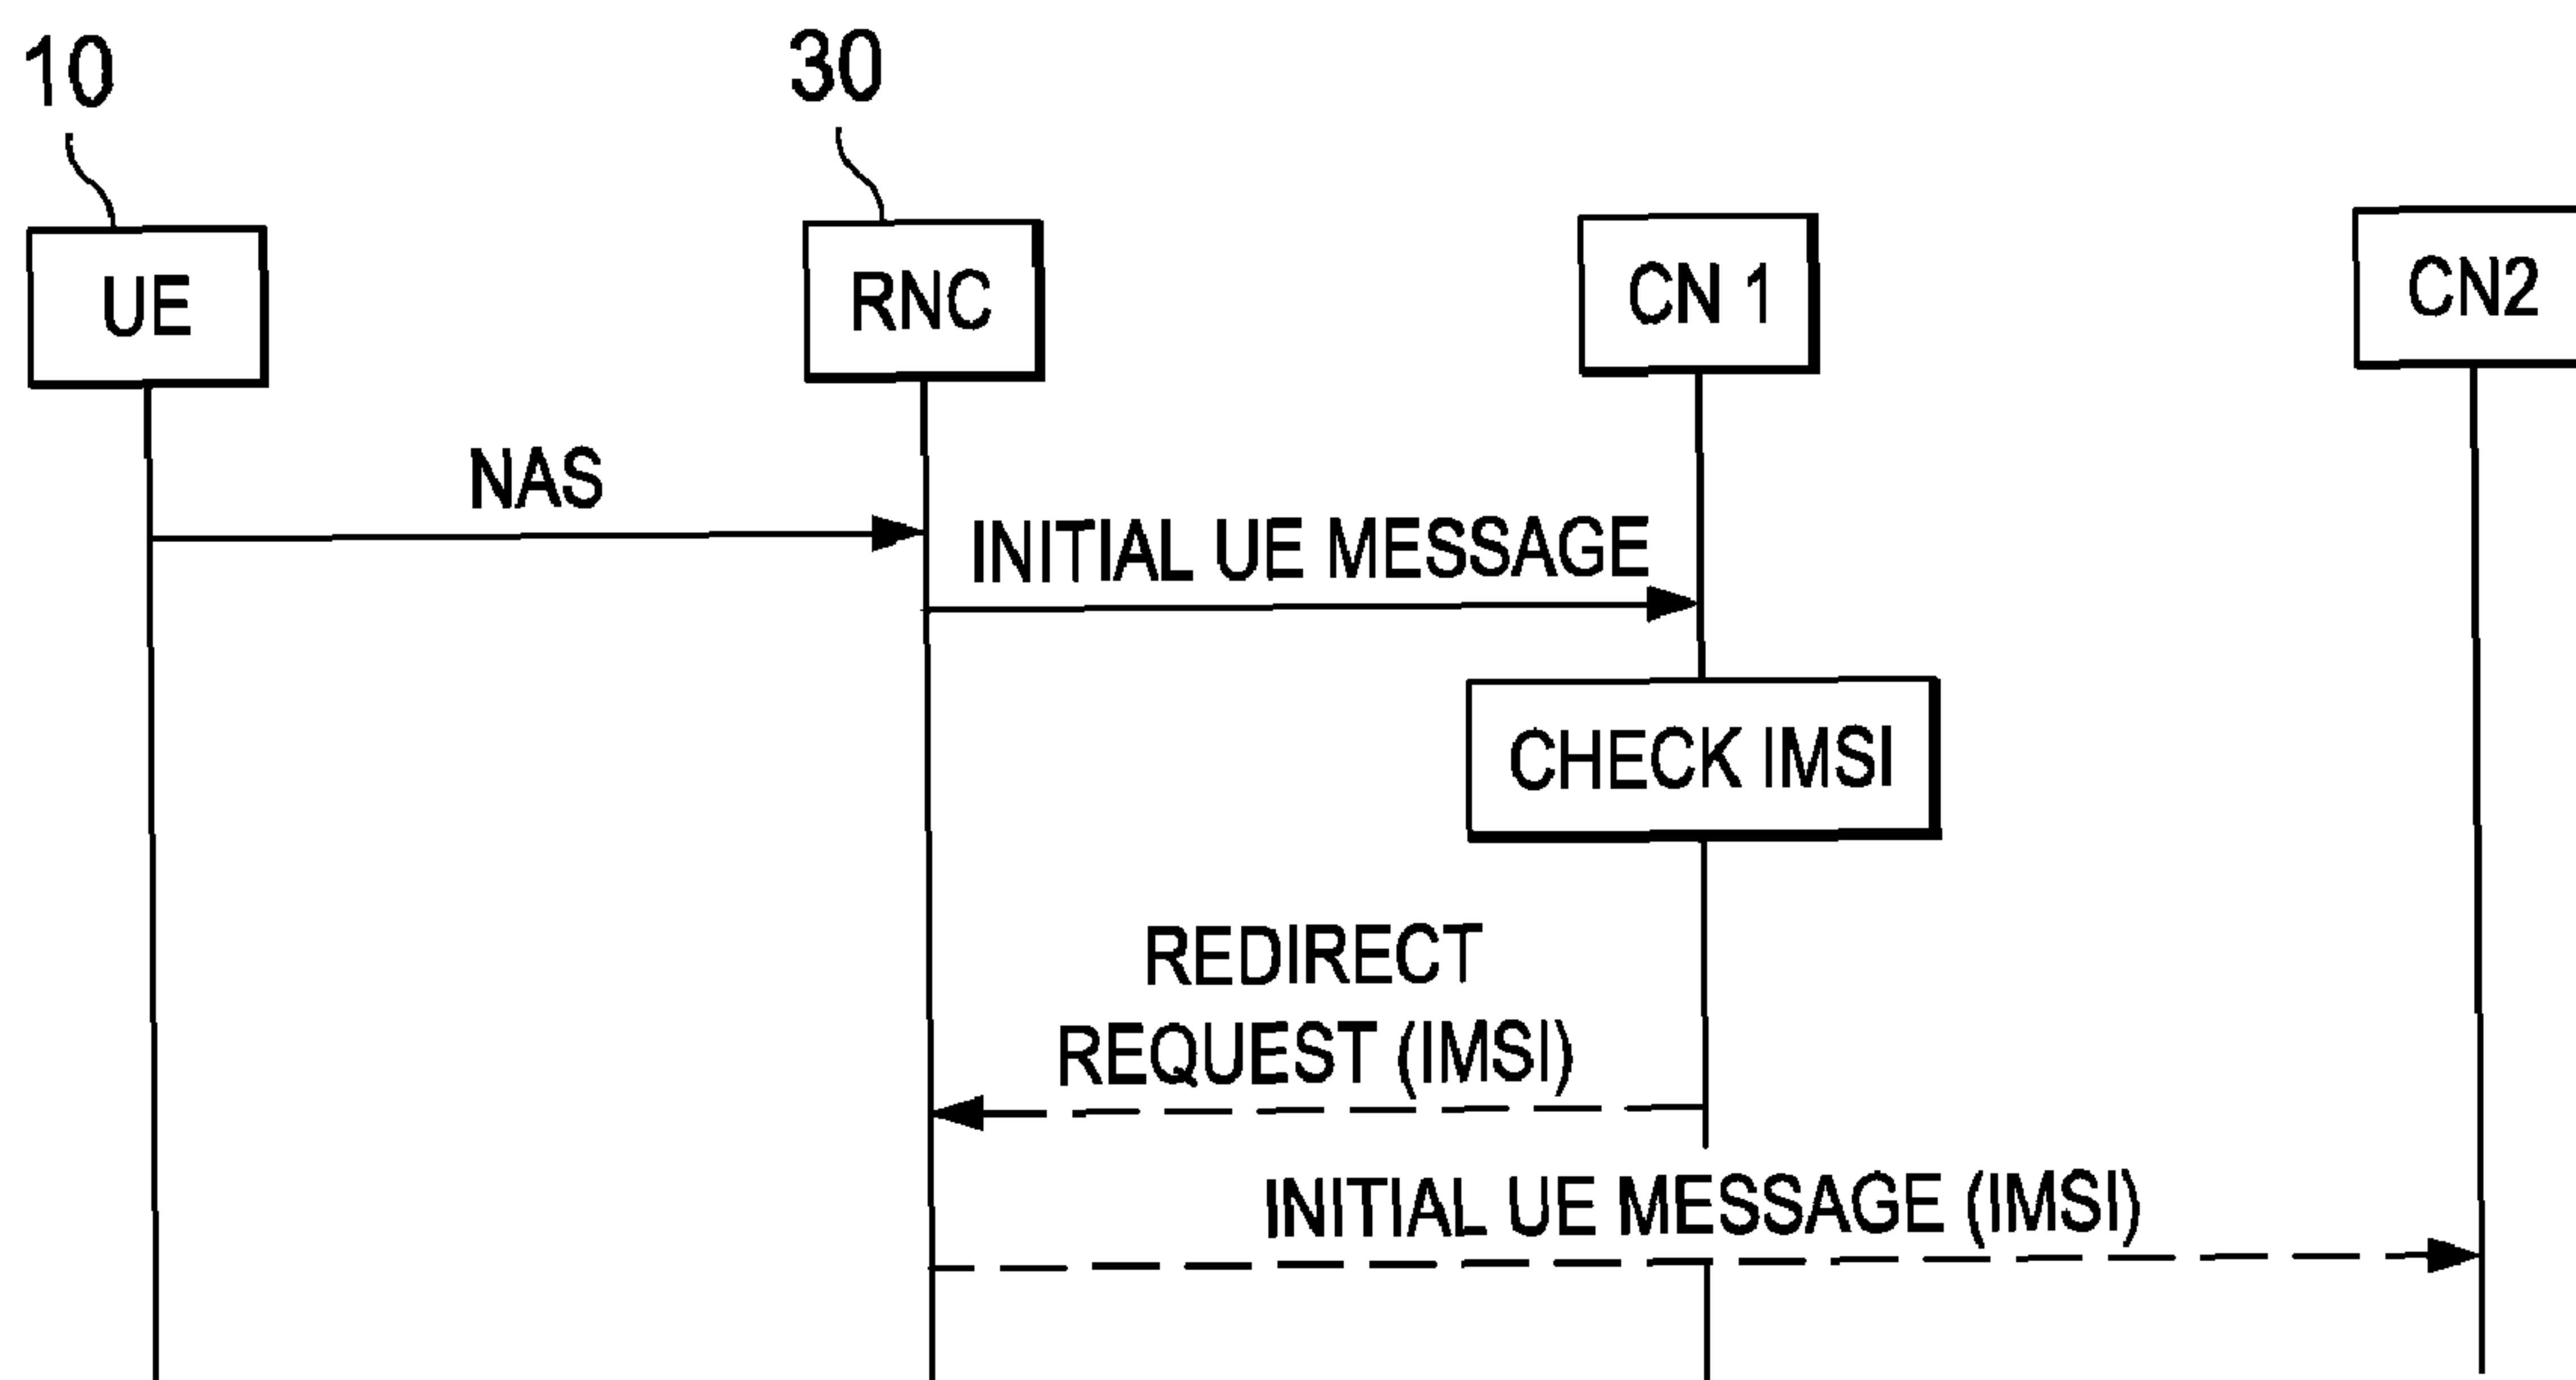 10
30
UE
RNC
CN 1
CN2
NAS
INITIAL UE MESSAGE
CHECK IMSI
REDIRECT
REQUEST (IMSI)
INITIAL UE MESSAGE (IMSI)